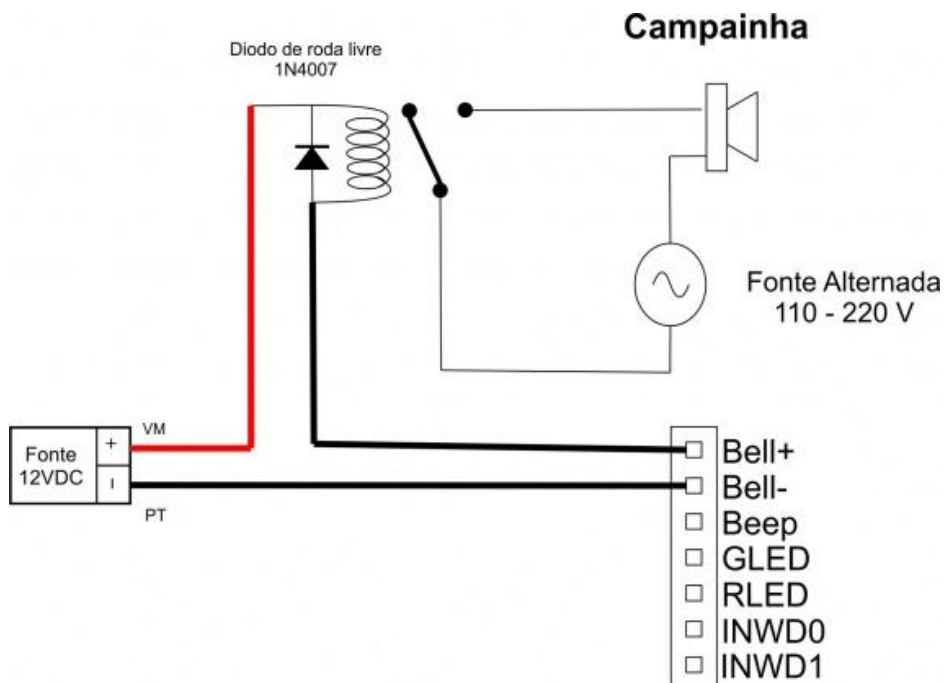 Campainha
Diodo de roda livre
1N4007
Fonte Alternada
110 - 220 V
VM
Fonte
12VDC
+
-
PT
Bell+
Bell-
Beep
GLED
RLED
INWD0
INWD1